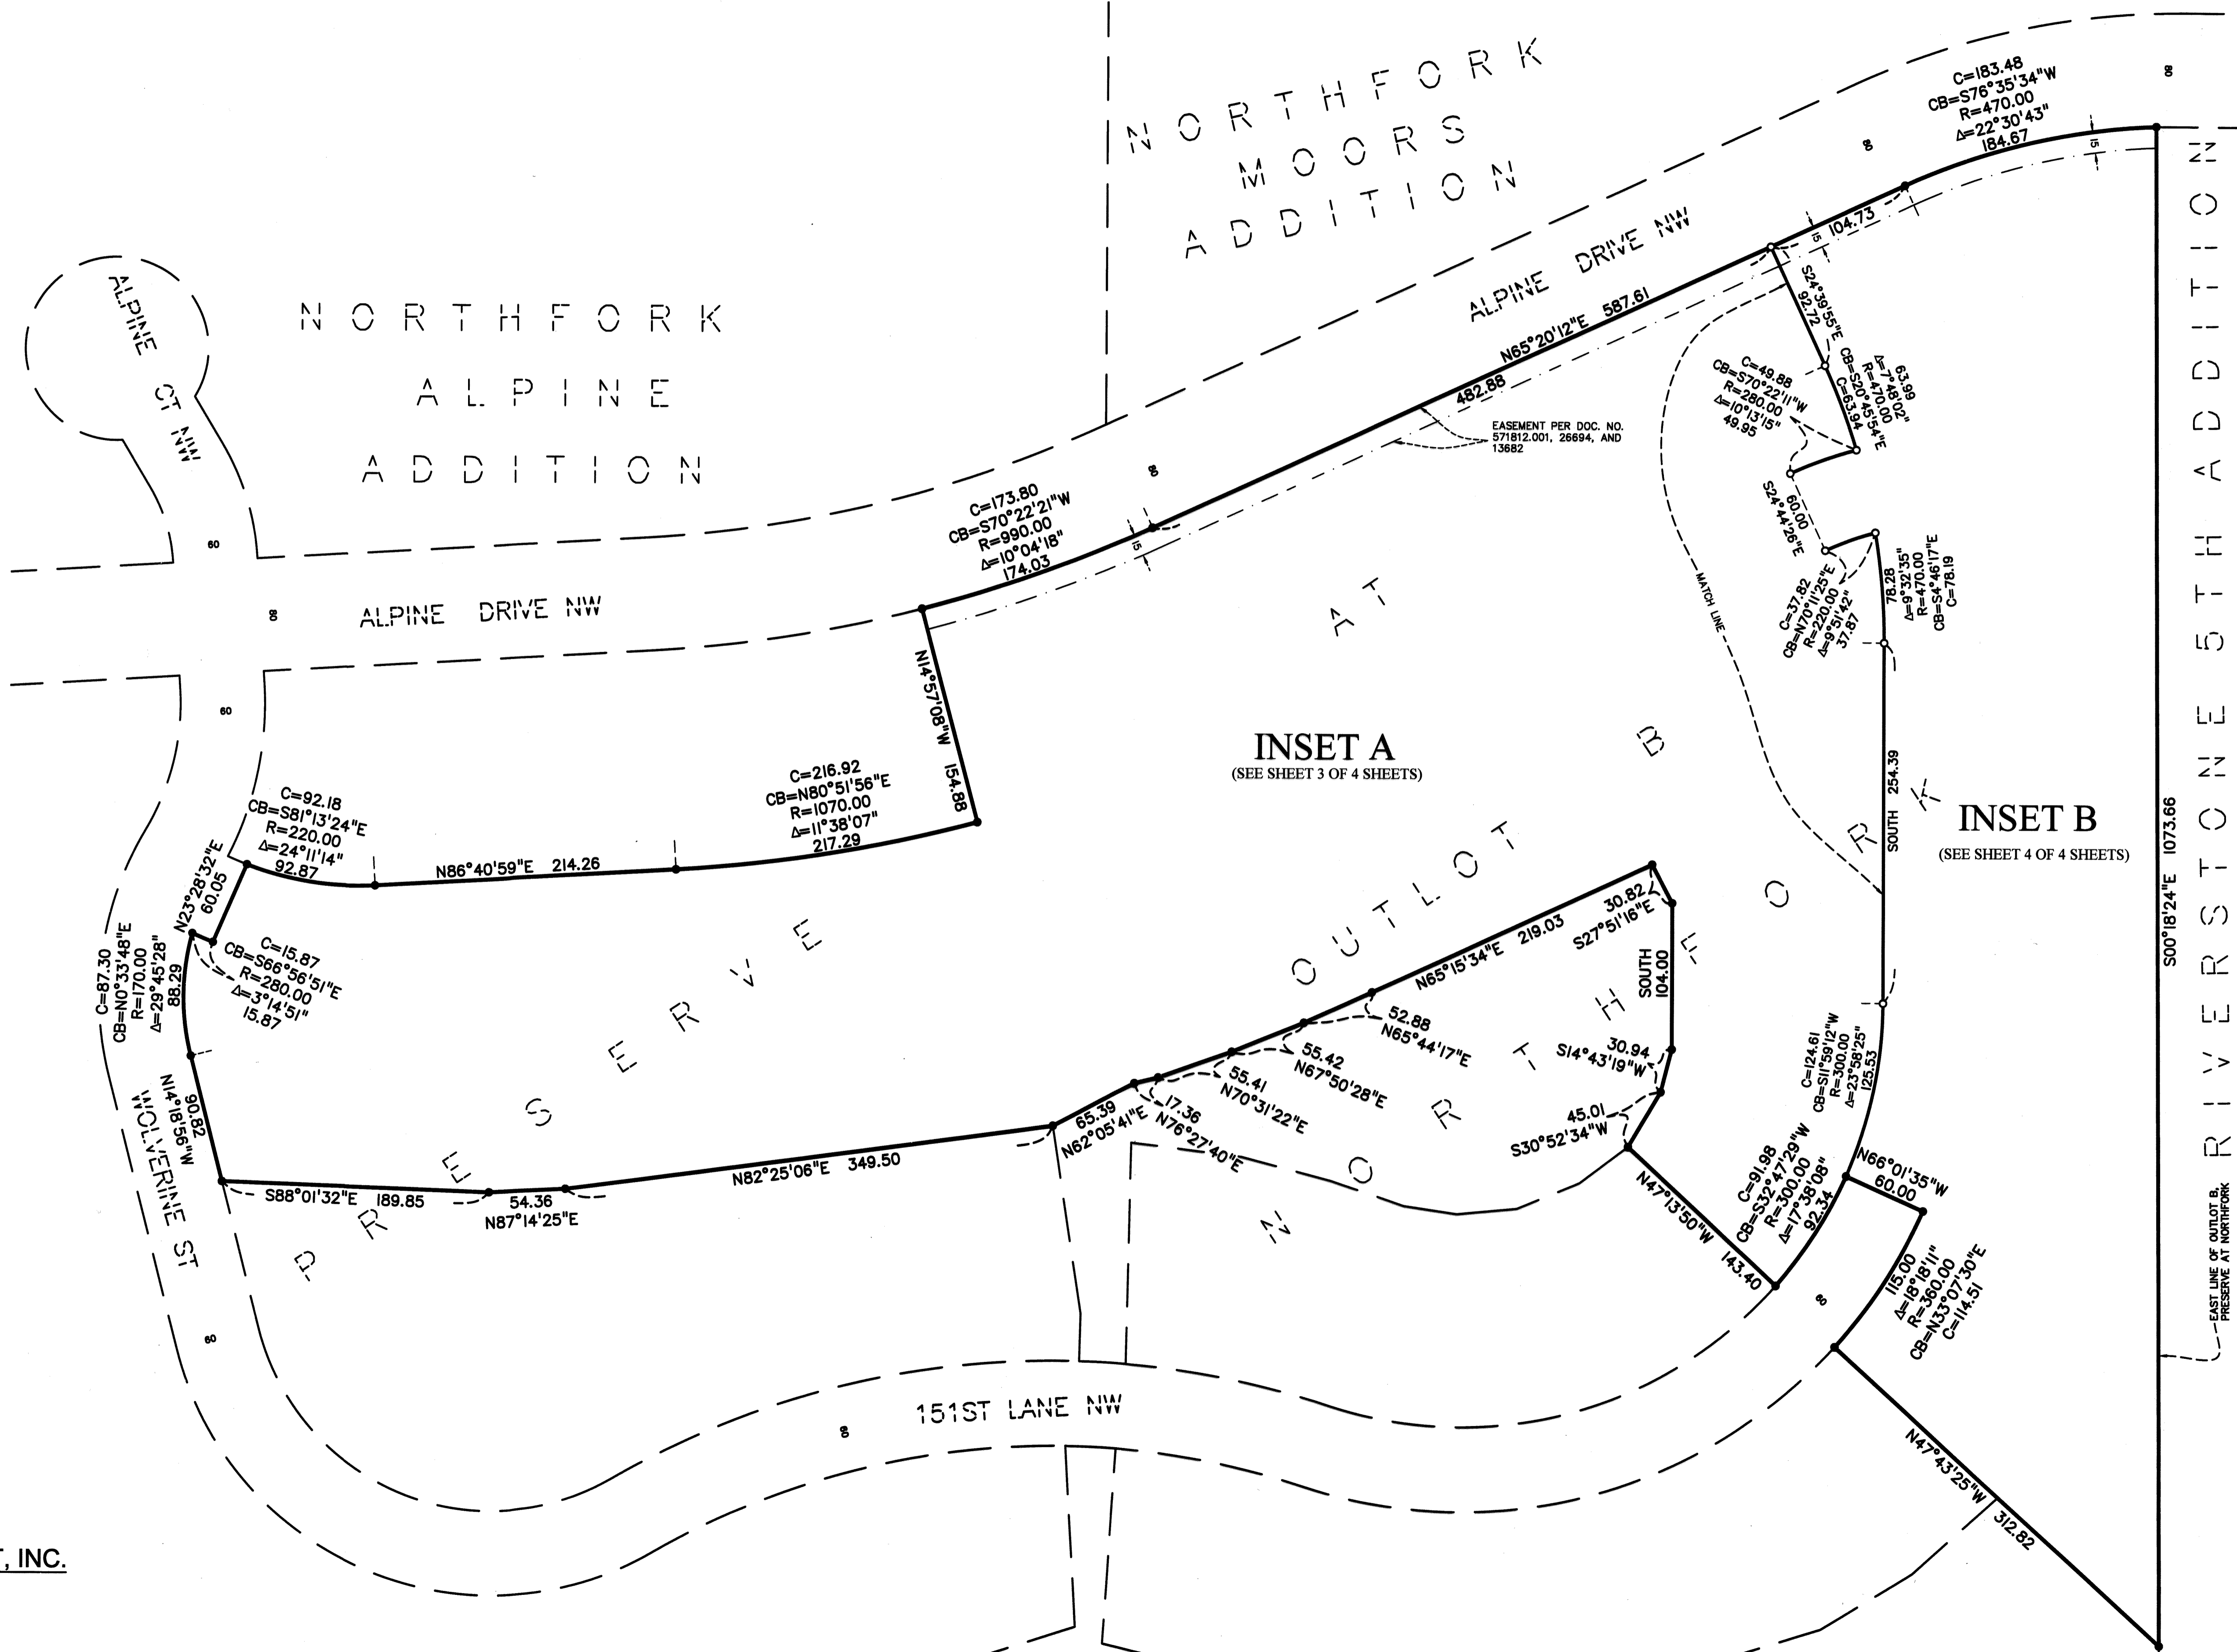 NORTHFORK
MOORS
ADDITION
C=183.48
CB=S76°35'34"W
R=470.00
Δ=22°30'43"
184.67
80
80
15
15
104.73
RIVERSTONE 5TH ADDITION
ALPINE CT NW
NORTHFORK
ALPINE
ADDITION
ALPINE DRIVE NW
N65°20'12"E 587.61
482.88
EASEMENT PER DOC. NO.
571812.001, 26694, AND
13682
S24°39'55"E
92.72
63.99
Δ=7°48'02"
R=470.00
CB=S20°45'54"E
C=63.94
C=49.88
CB=S70°22'11"W
R=280.00
Δ=10°13'15"
49.95
60.00
S24°44'26"E
C=37.82
CB=N70°11'25"E
R=220.00
Δ=9°51'42"
37.87
78.28
Δ=9°32'35"
R=470.00
CB=S4°46'17"E
C=78.19
MATCH LINE
80
C=173.80
CB=S70°22'21"W
R=990.00
Δ=10°04'18"
174.03
15
60
80
ALPINE DRIVE NW
60
N14°57'08"W 154.88
INSET A
(SEE SHEET 3 OF 4 SHEETS)
SOUTH 254.39
INSET B
(SEE SHEET 4 OF 4 SHEETS)
S00°18'24"E 1073.66
C=216.92
CB=N80°51'56"E
R=1070.00
Δ=11°38'07"
217.29
C=92.18
CB=S81°13'24"E
R=220.00
Δ=24°11'14"
92.87
N86°40'59"E 214.26
N23°28'32"E
60.05
C=87.30
CB=N0°33'48"E
R=170.00
Δ=29°45'28"
88.29
C=15.87
CB=S66°56'51"E
R=280.00
Δ=3°14'51"
15.87
OUTLOT B
PRESERVE AT NORTHFORK
N65°15'34"E 219.03
30.82
S27°51'16"E
SOUTH
104.00
52.88
N65°44'17"E
55.42
N67°50'28"E
55.41
N70°31'22"E
17.36
N76°27'40"E
65.39
N62°05'41"E
30.94
S14°43'19"W
45.01
S30°52'34"W
C=124.61
CB=S11°59'12"W
R=300.00
Δ=23°58'25"
125.53
C=91.98
CB=S32°47'29"W
R=300.00
Δ=17°38'08"
92.34
N66°01'35"W
60.00
115.00
Δ=18°18'11"
R=360.00
CB=N33°07'30"E
C=114.51
N47°13'50"W 143.40
60
90.82
N14°18'56"W
WOLVERINE ST
S88°01'32"E 189.85
54.36
N87°14'25"E
N82°25'06"E 349.50
EAST LINE OF OUTLOT B,
PRESERVE AT NORTHFORK
60
151ST LANE NW
60
N47°43'25"W 312.82
T, INC.